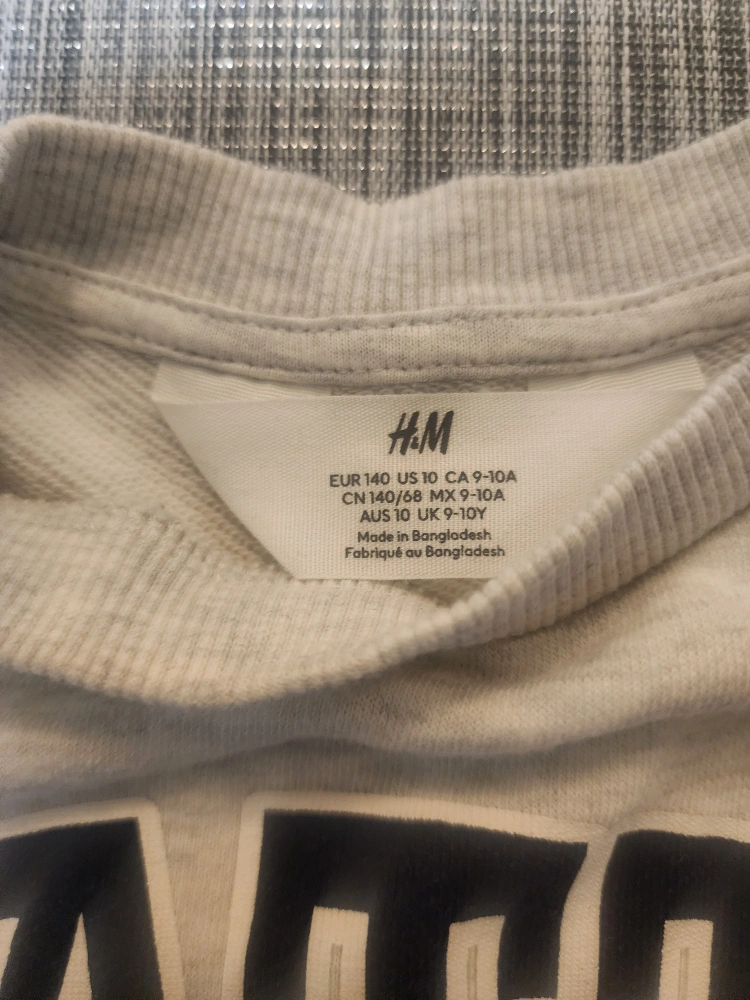 H&M
EUR 140 US 10 CA 9-10A
CN 140/68 MX 9-10A
AUS 10 UK 9-10Y
Made in Bangladesh
Fabriqué au Bangladesh